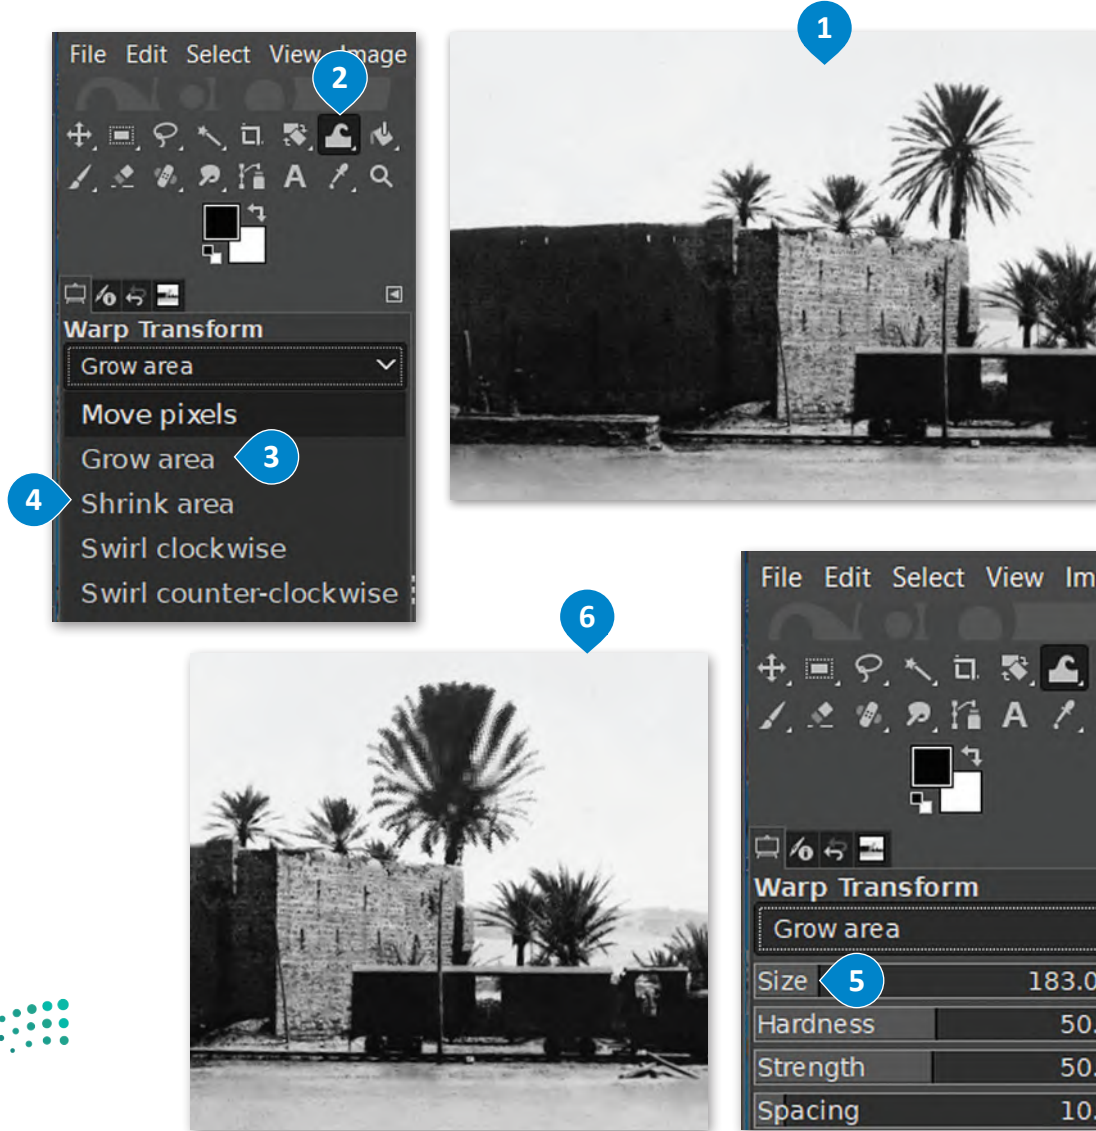 1
File Edit Select View Image
2
Warp Transform
Grow area
Move pixels
Grow area
3
4
Shrink area
Swirl clockwise
Swirl counter-clockwise
6
File Edit Select View Im
A
Warp Transform
Grow area
Size
5
183.0
Hardness 50.
Strength 50.
Spacing 10.